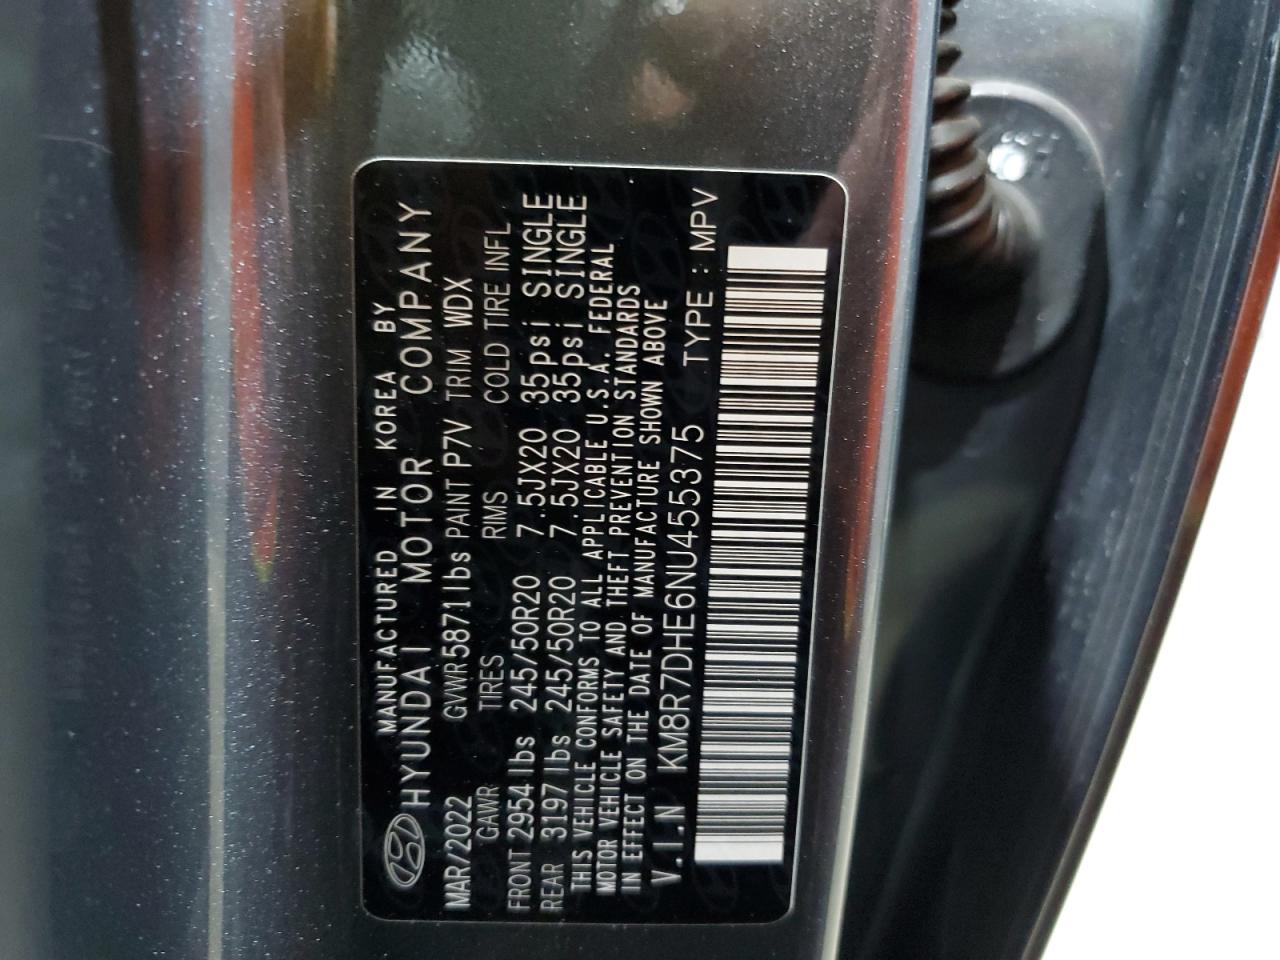 MANUFACTURED IN KOREA BY
HYUNDAI MOTOR COMPANY
MAR/2022 GVWR5871lbs PAINT P7V TRIM WDX
GAWR TIRES RIMS COLD TIRE INFL
FRONT 2954lbs 245/50R20 7.5JX20 35psi SINGLE
REAR 3197lbs 245/50R20 7.5JX20 35psi SINGLE
THIS VEHICLE CONFORMS TO ALL APPLICABLE U.S.A. FEDERAL
MOTOR VEHICLE SAFETY AND THEFT PREVENTION STANDARDS
IN EFFECT ON THE DATE OF MANUFACTURE SHOWN ABOVE
V.I.N KM8R7DHE6NU455375 TYPE : MPV